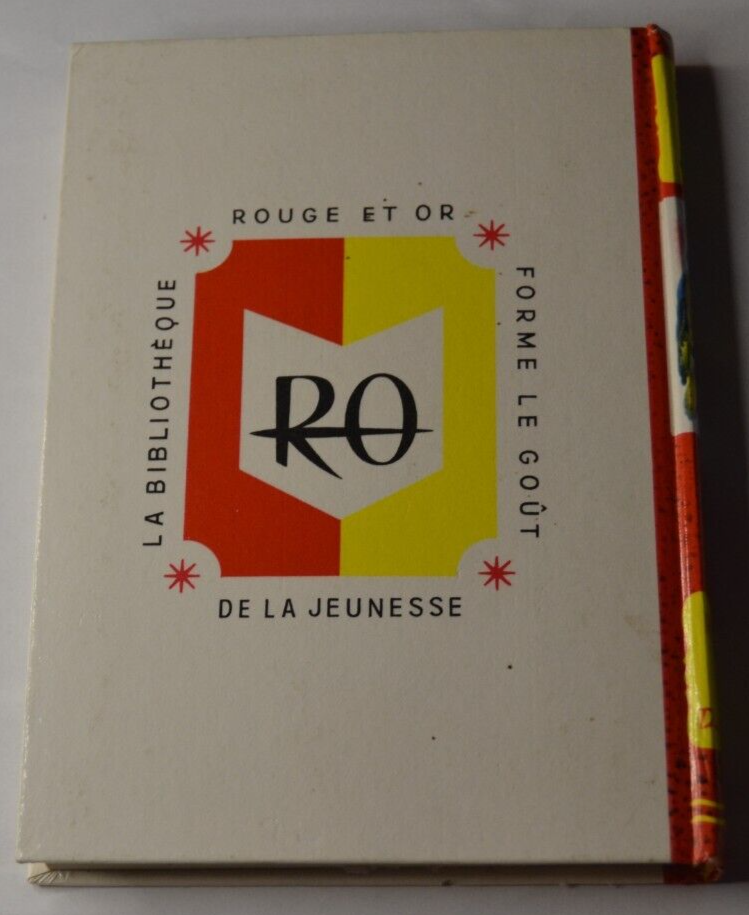 LA BIBLIOTHÈQUE
ROUGE ET OR
FORME LE GOÛT
DE LA JEUNESSE
RO